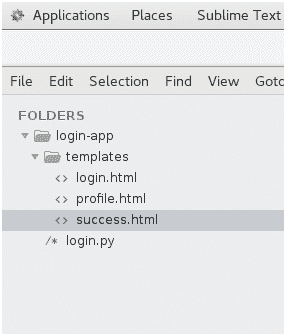 Applications Places Sublime Text
File Edit Selection Find View Goto
FOLDERS
login-app
templates
<> login.html
<> profile.html
<> success.html
/* login.py